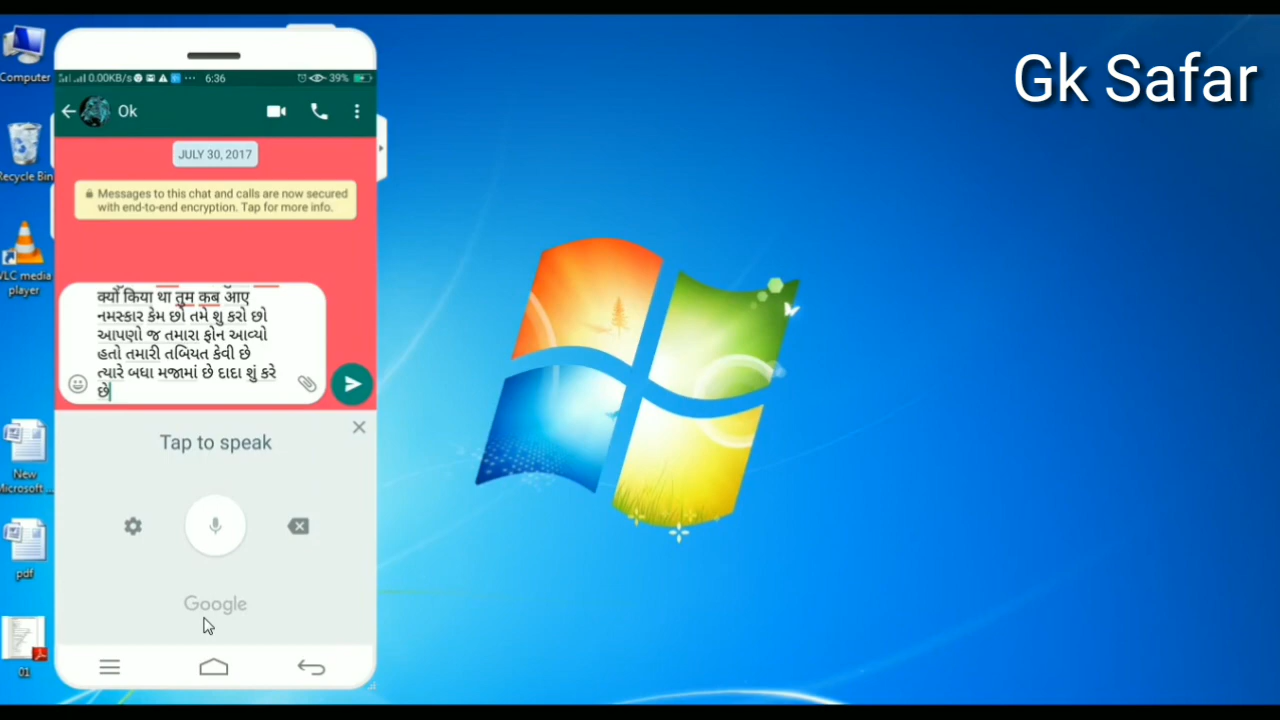 Gk Safar
Computer
Recycle Bin
VLC media
player
New
Microsoft ...
pdf
01
0.00KB/s
6:36
39%
Ok
JULY 30, 2017
Messages to this chat and calls are now secured
with end-to-end encryption. Tap for more info.
क्यों किया था तुम कब आए
નમસ્કાર કેમ છો તમે શુ કરો છો
આપણો જ તમારા ફોન આવ્યો
હતો તમારી તબિયત કેવી છે
ત્યારે બધા મજામાં છે દાદા શું કરે
છે
Tap to speak
Google